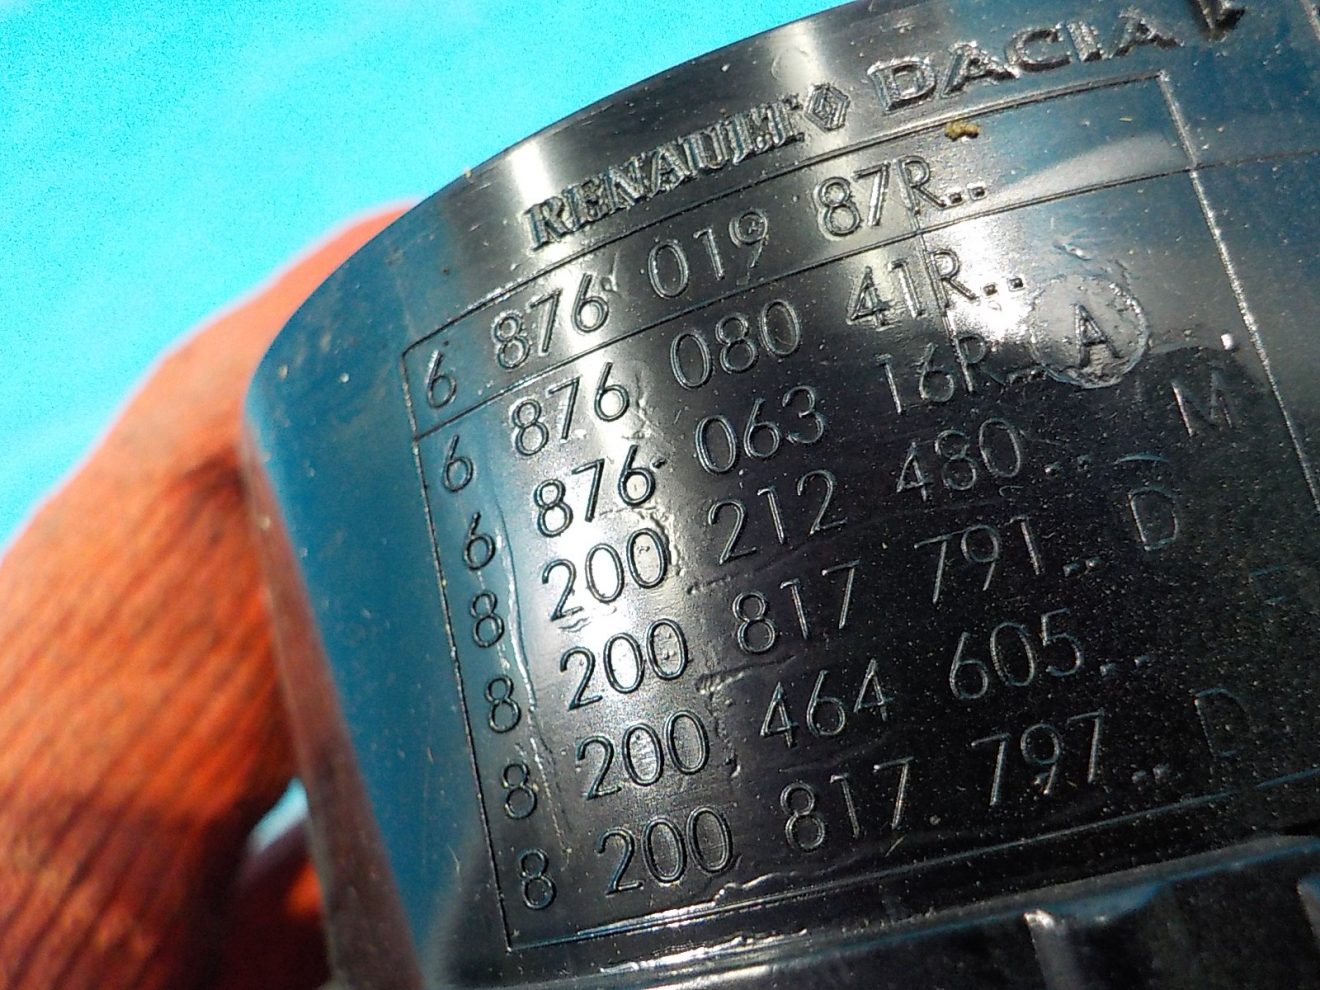 RENAULT DACIA
6 876 019 87R..
6 876 080 41R..
6 876 063 16R.. A
8 200 212 480.. M
8 200 817 791.. D
8 200 464 605..
8 200 817 797.. D